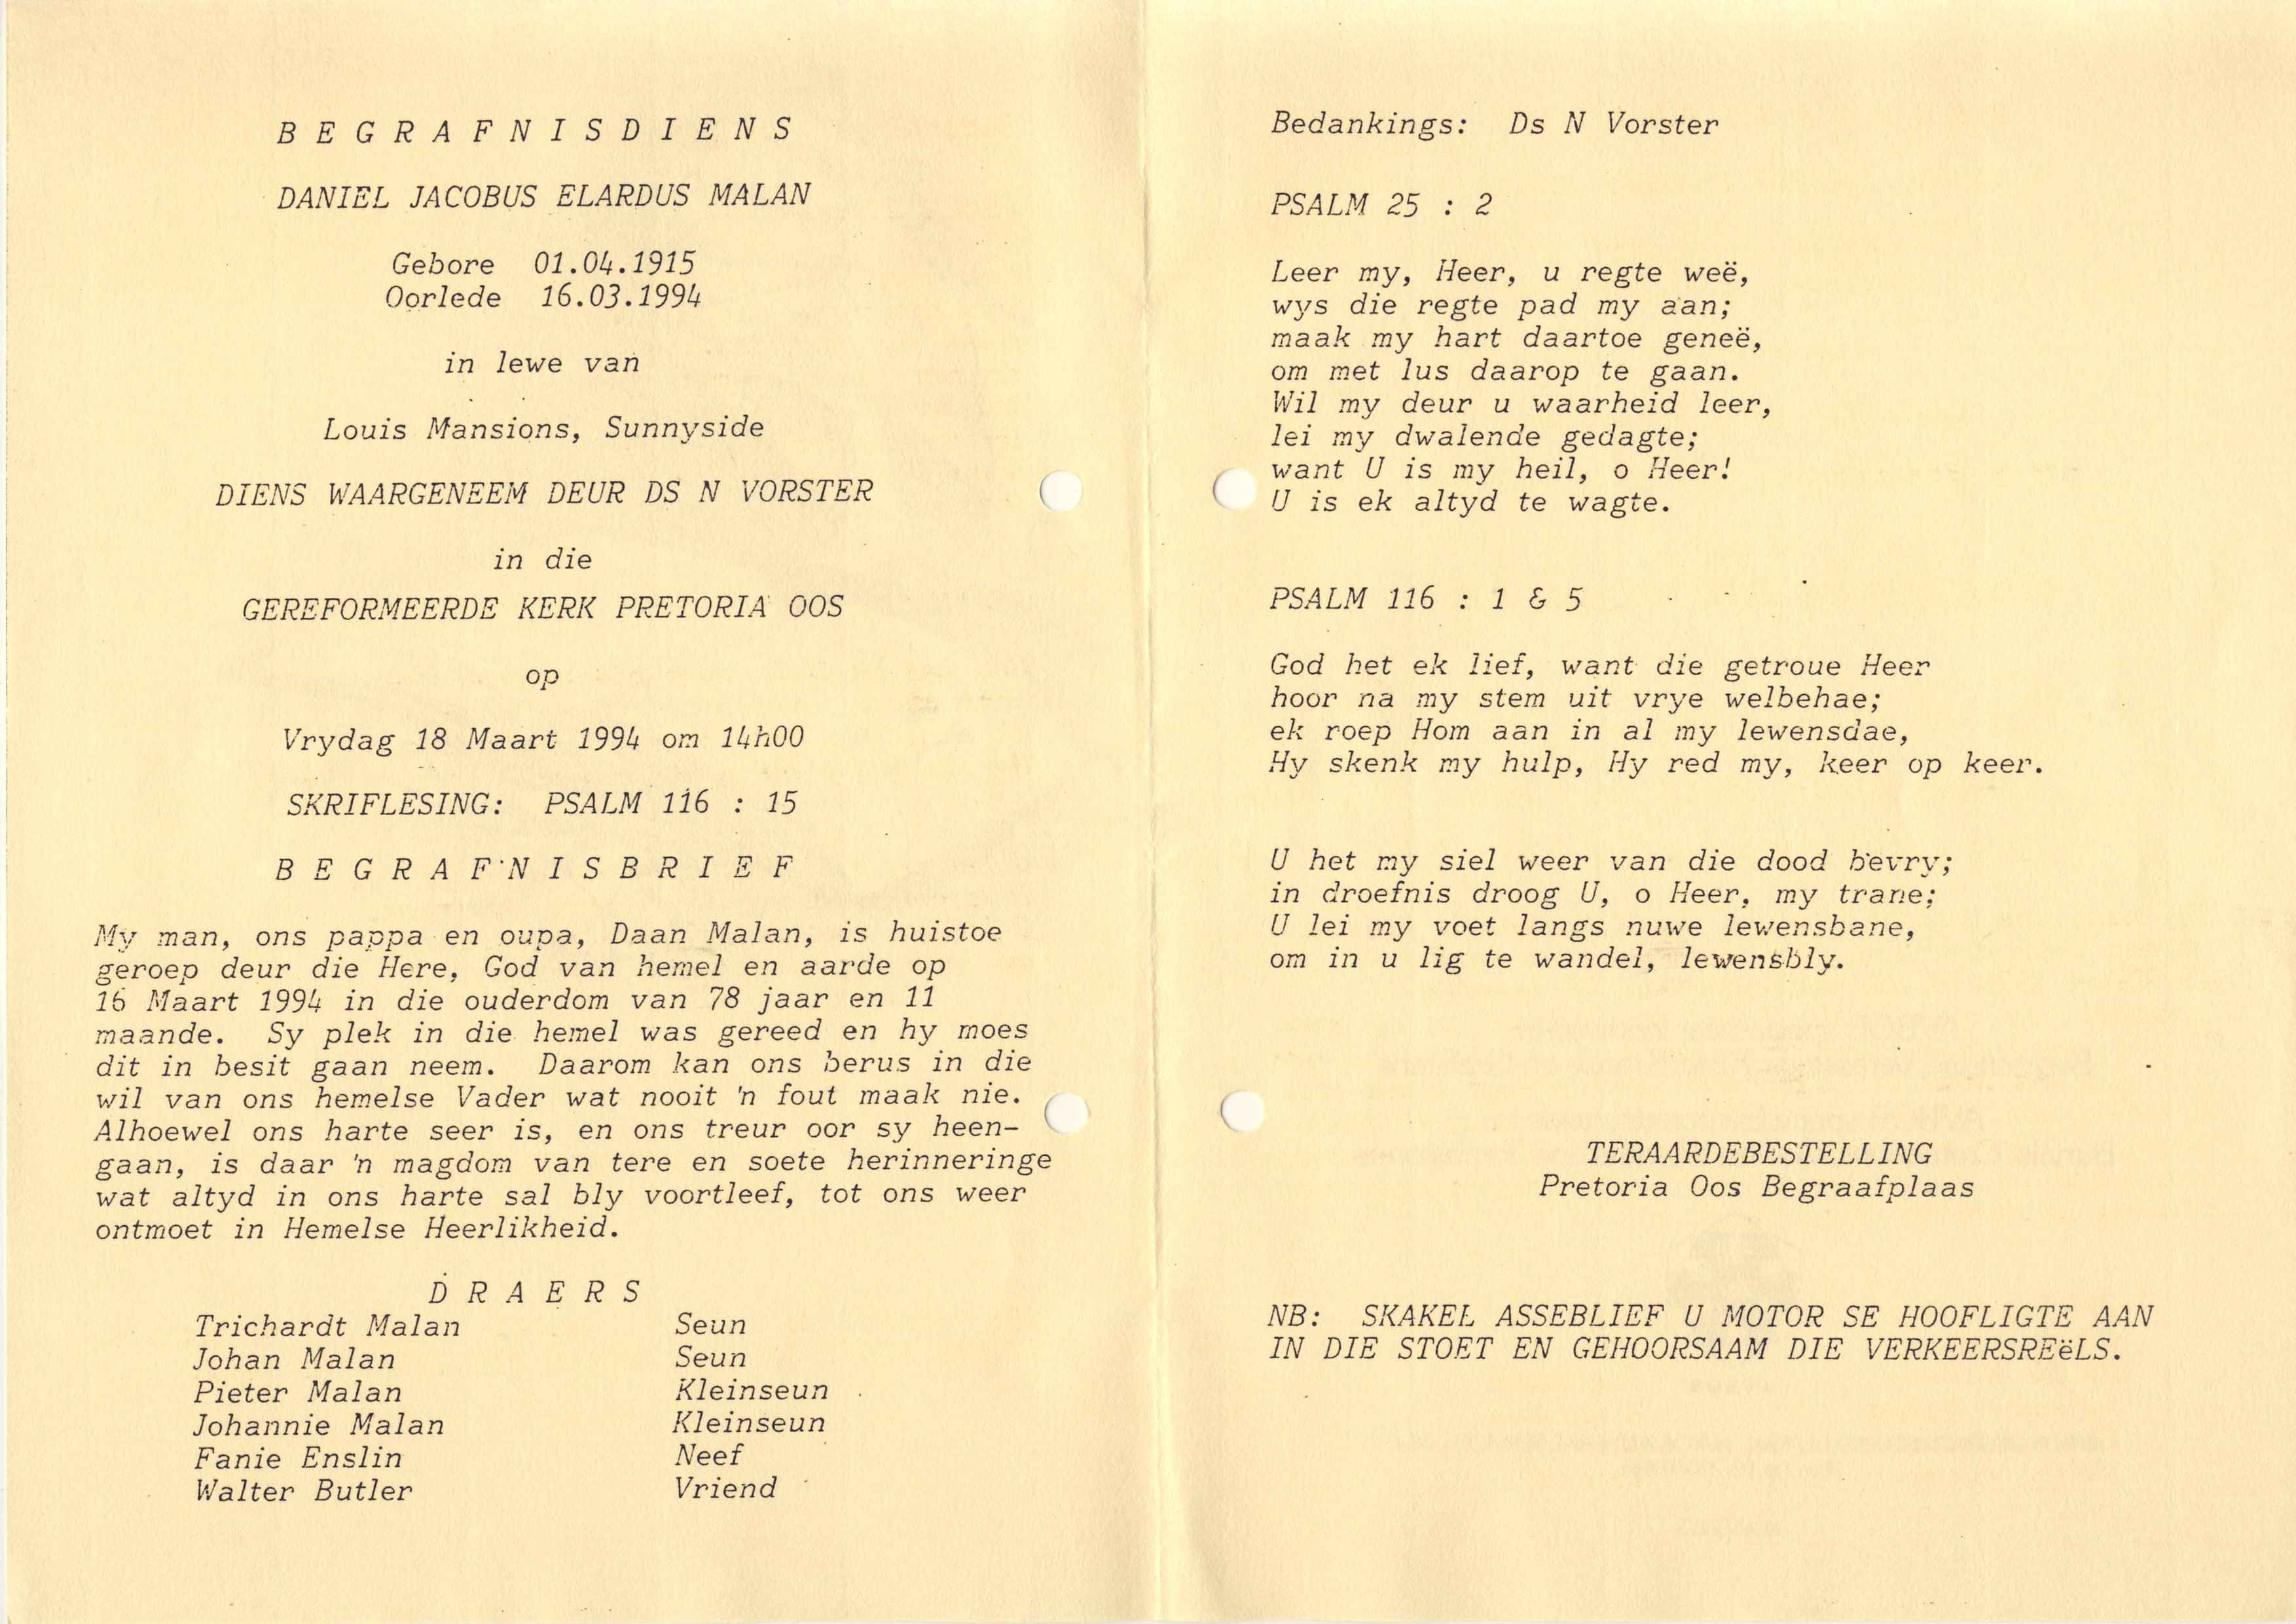 B E G R A F N I S D I E N S
DANIEL JACOBUS ELARDUS MALAN
Gebore 01.04.1915
Oorlede 16.03.1994
in lewe van
Louis Mansions, Sunnyside
DIENS WAARGENEEM DEUR DS N VORSTER
in die
GEREFORMEERDE KERK PRETORIA OOS
op
Vrydag 18 Maart 1994 om 14h00
SKRIFLESING: PSALM 116 : 15
B E G R A F N I S B R I E F
My man, ons pappa en oupa, Daan Malan, is huistoe
geroep deur die Here, God van hemel en aarde op
16 Maart 1994 in die ouderdom van 78 jaar en 11
maande. Sy plek in die hemel was gereed en hy moes
dit in besit gaan neem. Daarom kan ons berus in die
wil van ons hemelse Vader wat nooit 'n fout maak nie.
Alhoewel ons harte seer is, en ons treur oor sy heen-
gaan, is daar 'n magdom van tere en soete herinneringe
wat altyd in ons harte sal bly voortleef, tot ons weer
ontmoet in Hemelse Heerlikheid.
D R A E R S
Trichardt Malan Seun
Johan Malan Seun
Pieter Malan Kleinseun
Johannie Malan Kleinseun
Fanie Enslin Neef
Walter Butler Vriend
Bedankings: Ds N Vorster
PSALM 25 : 2
Leer my, Heer, u regte weë,
wys die regte pad my aan;
maak my hart daartoe geneë,
om met lus daarop te gaan.
Wil my deur u waarheid leer,
lei my dwalende gedagte;
want U is my heil, o Heer!
U is ek altyd te wagte.
PSALM 116 : 1 & 5
God het ek lief, want die getroue Heer
hoor na my stem uit vrye welbehae;
ek roep Hom aan in al my lewensdae,
Hy skenk my hulp, Hy red my, keer op keer.
U het my siel weer van die dood bevry;
in droefnis droog U, o Heer, my trane;
U lei my voet langs nuwe lewensbane,
om in u lig te wandel, lewensbly.
TERAARDEBESTELLING
Pretoria Oos Begraafplaas
NB: SKAKEL ASSEBLIEF U MOTOR SE HOOFLIGTE AAN
IN DIE STOET EN GEHOORSAAM DIE VERKEERSREëLS.